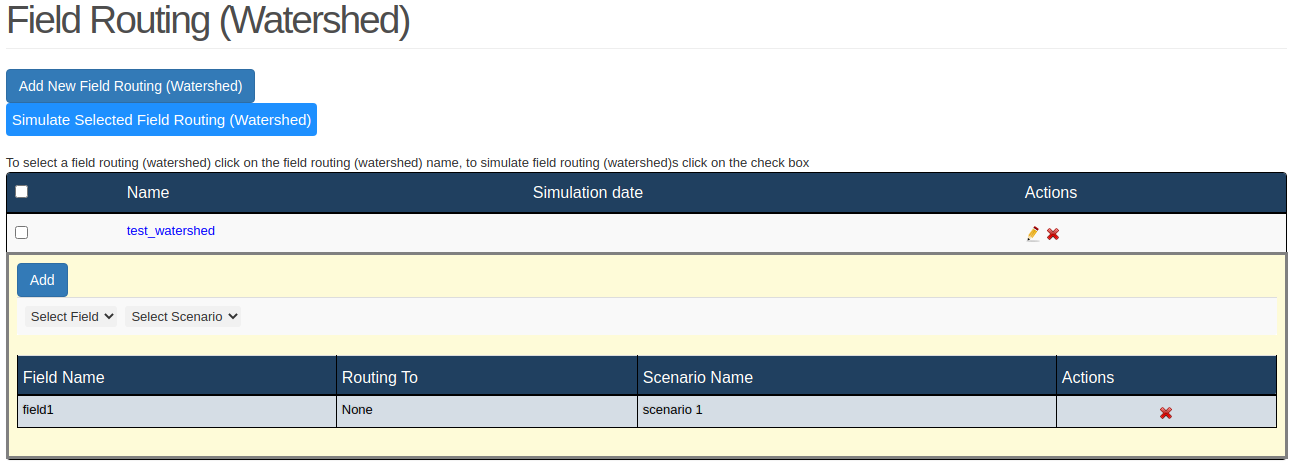 Field Routing (Watershed)
Add New Field Routing (Watershed)
Simulate Selected Field Routing (Watershed)
To select a field routing (watershed) click on the field routing (watershed) name, to simulate field routing (watershed)s click on the check box
Name Simulation date Actions
test_watershed
Add
Select Field Select Scenario
Field Name Routing To Scenario Name Actions
field1 None scenario 1